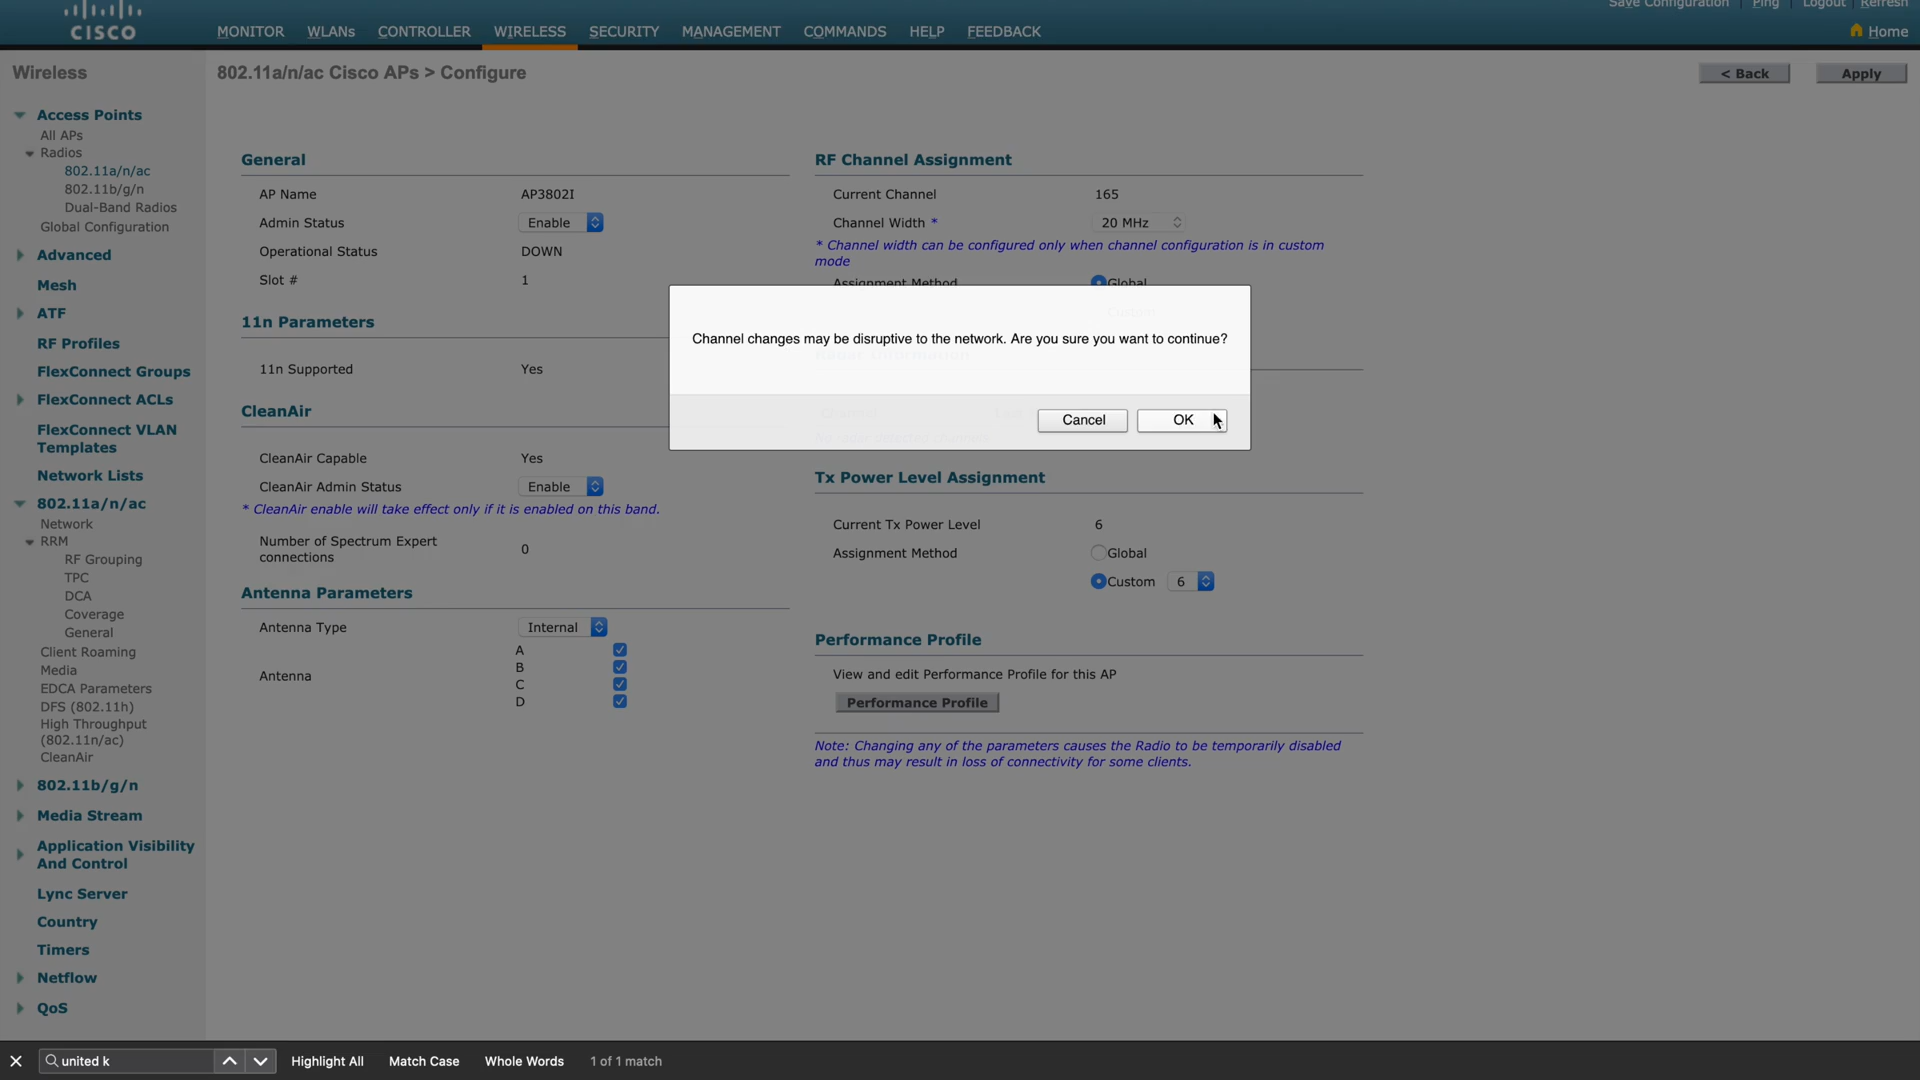 Save Configuration | Ping | Logout | Refresh
CISCO
MONITOR WLANs CONTROLLER WIRELESS SECURITY MANAGEMENT COMMANDS HELP FEEDBACK
Home
Wireless
802.11a/n/ac Cisco APs > Configure
< Back
Apply
Access Points
All APs
Radios
802.11a/n/ac
802.11b/g/n
Dual-Band Radios
Global Configuration
Advanced
Mesh
ATF
RF Profiles
FlexConnect Groups
FlexConnect ACLs
FlexConnect VLAN
Templates
Network Lists
802.11a/n/ac
Network
RRM
RF Grouping
TPC
DCA
Coverage
General
Client Roaming
Media
EDCA Parameters
DFS (802.11h)
High Throughput
(802.11n/ac)
CleanAir
802.11b/g/n
Media Stream
Application Visibility
And Control
Lync Server
Country
Timers
Netflow
QoS
General
AP Name AP3802I
Admin Status Enable
Operational Status DOWN
Slot # 1
11n Parameters
11n Supported Yes
CleanAir
CleanAir Capable Yes
CleanAir Admin Status Enable
* CleanAir enable will take effect only if it is enabled on this band.
Number of Spectrum Expert
connections 0
Antenna Parameters
Antenna Type Internal
Antenna
A
B
C
D
RF Channel Assignment
Current Channel 165
Channel Width * 20 MHz
* Channel width can be configured only when channel configuration is in custom
mode
Assignment Method Global
Custom
Channel changes may be disruptive to the network. Are you sure you want to continue?
Cancel OK
Tx Power Level Assignment
Current Tx Power Level 6
Assignment Method Global
Custom 6
Performance Profile
View and edit Performance Profile for this AP
Performance Profile
Note: Changing any of the parameters causes the Radio to be temporarily disabled
and thus may result in loss of connectivity for some clients.
united k Highlight All Match Case Whole Words 1 of 1 match